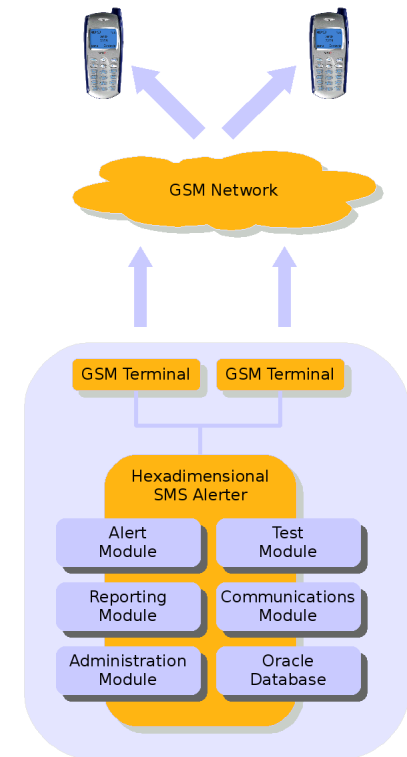 GSM Network
GSM Terminal
GSM Terminal
Hexadimensional
SMS Alerter
Alert
Module
Test
Module
Reporting
Module
Communications
Module
Administration
Module
Oracle
Database